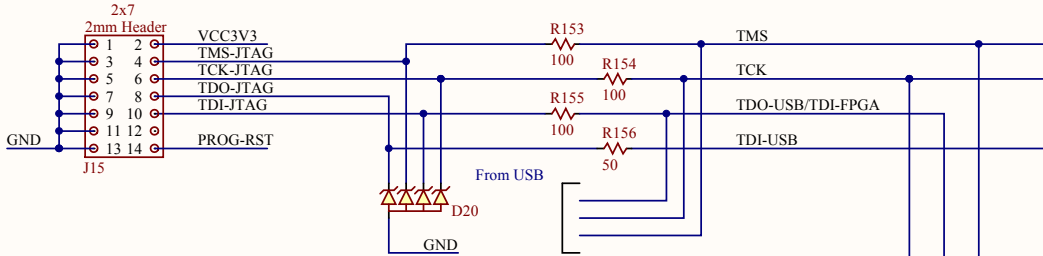 2x7
2mm Header
R153
VCC3V3
TMS
1 2
TMS-JTAG
3 4
100
R154
TCK-JTAG
TCK
5 6
TDO-JTAG
7 8
R155
100
TDI-JTAG
TDO-USB/TDI-FPGA
9 10
100
R156
11 12
GND
PROG-RST
TDI-USB
13 14
J15
50
From USB
D20
GND